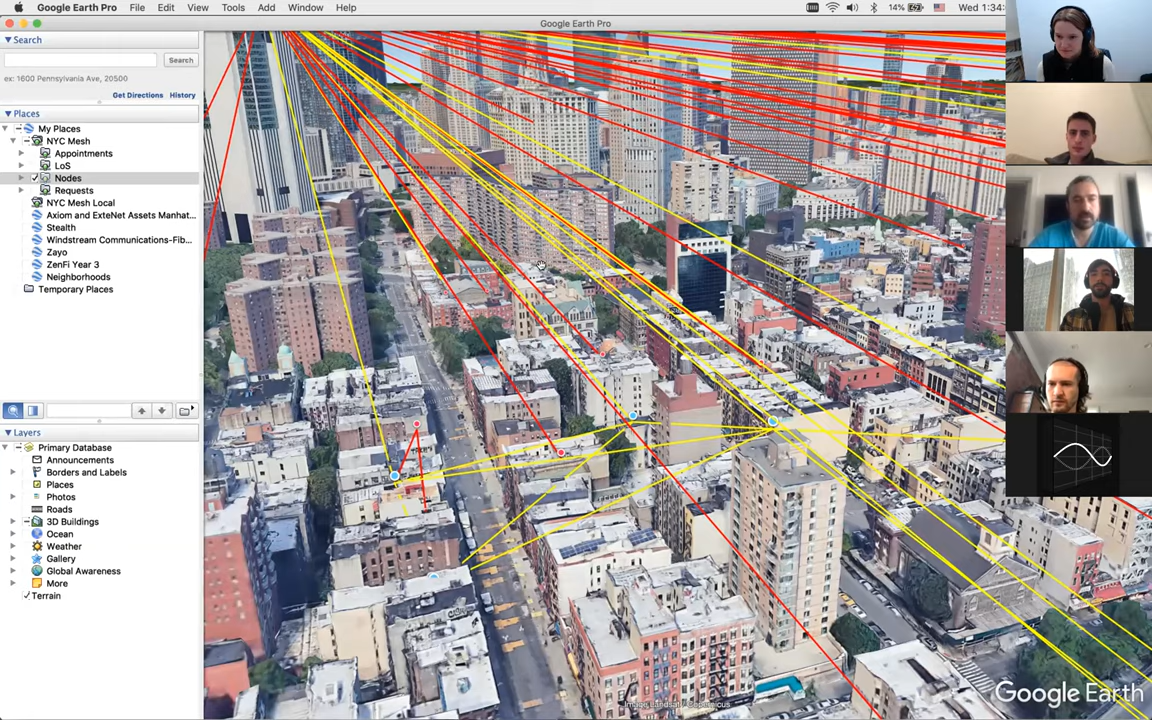 Google Earth Pro File Edit View Tools Add Window Help 14% Wed 1:34:
Google Earth Pro
Search
Search
ex: 1600 Pennsylvania Ave, 20500
Get Directions History
Places
My Places
NYC Mesh
Appointments
LoS
Nodes
Requests
NYC Mesh Local
Axiom and ExteNet Assets Manhat...
Stealth
Windstream Communications-Fib...
Zayo
ZenFi Year 3
Neighborhoods
Temporary Places
Layers
Primary Database
Announcements
Borders and Labels
Places
Photos
Roads
3D Buildings
Ocean
Weather
Gallery
Global Awareness
More
Terrain
Image Landsat / Copernicus
Google Earth